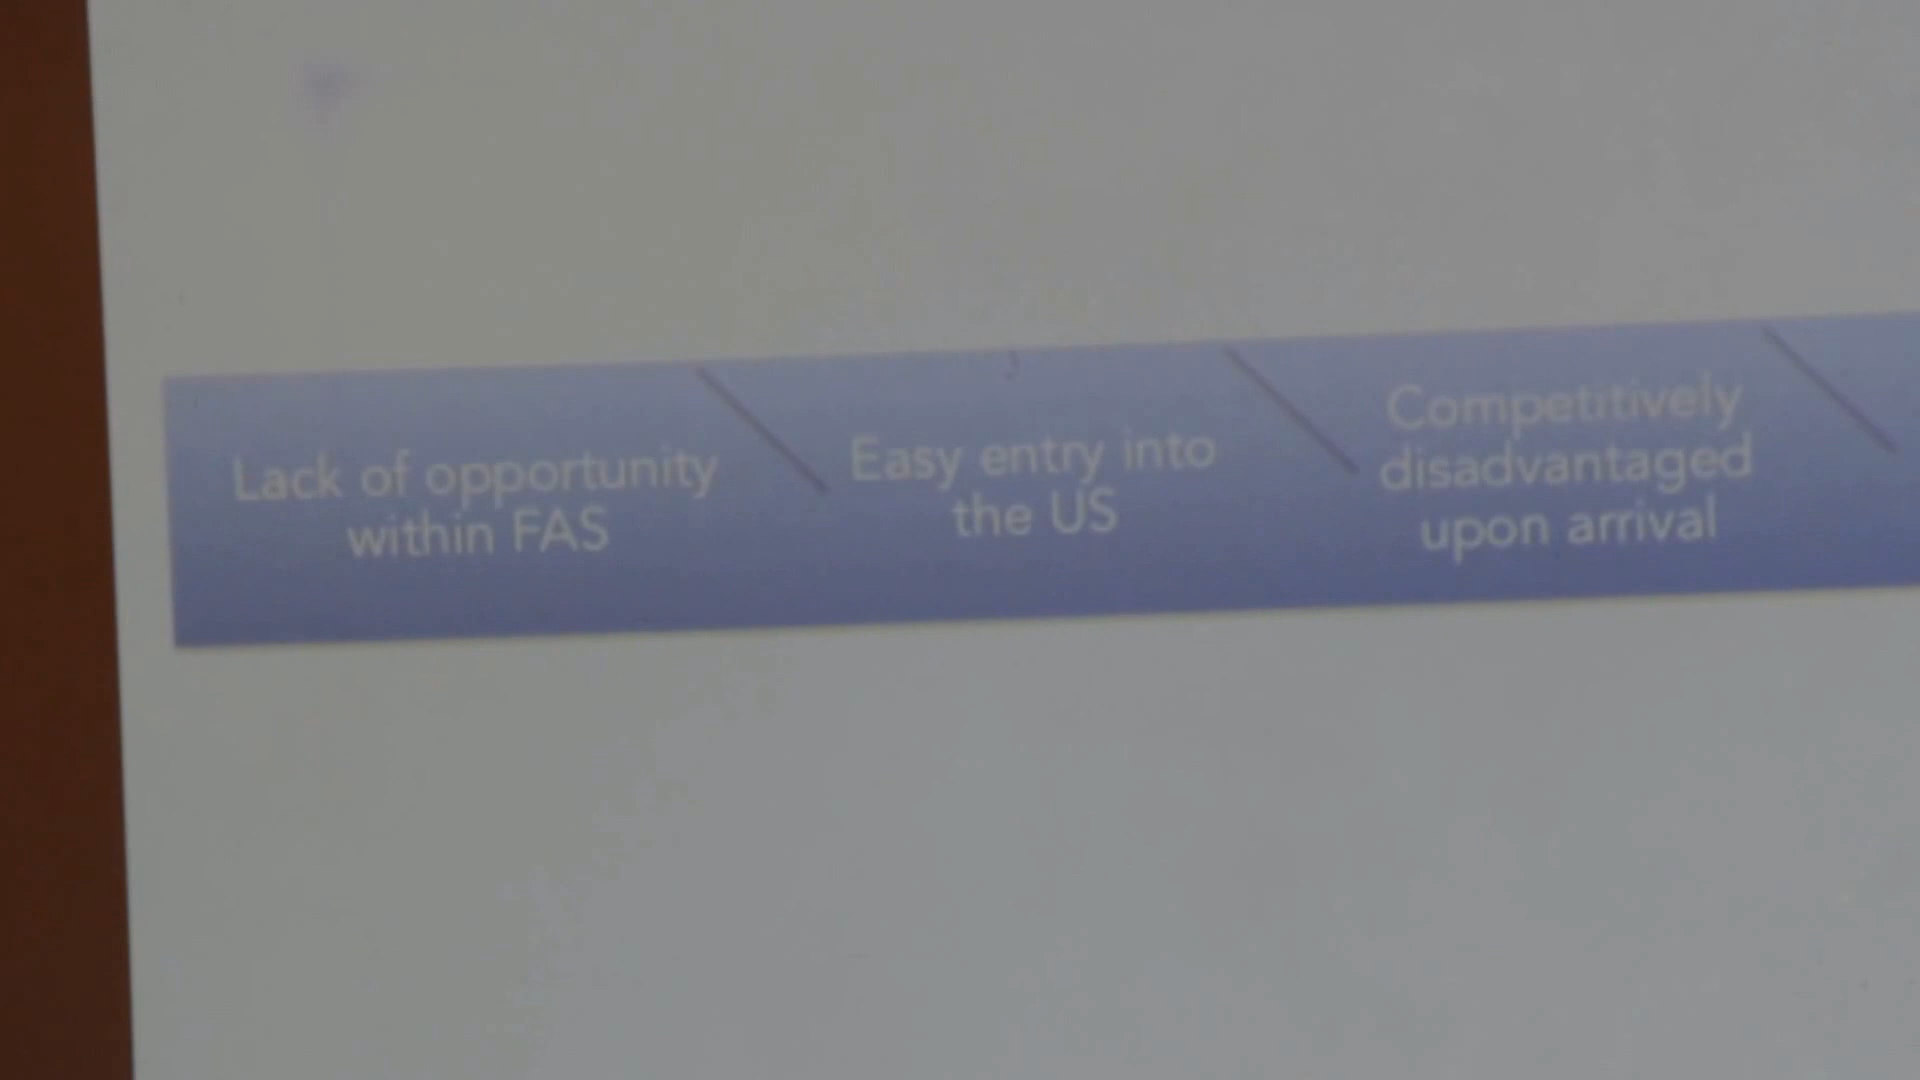 Lack of opportunity
within FAS
Easy entry into
the US
Competitively
disadvantaged
upon arrival